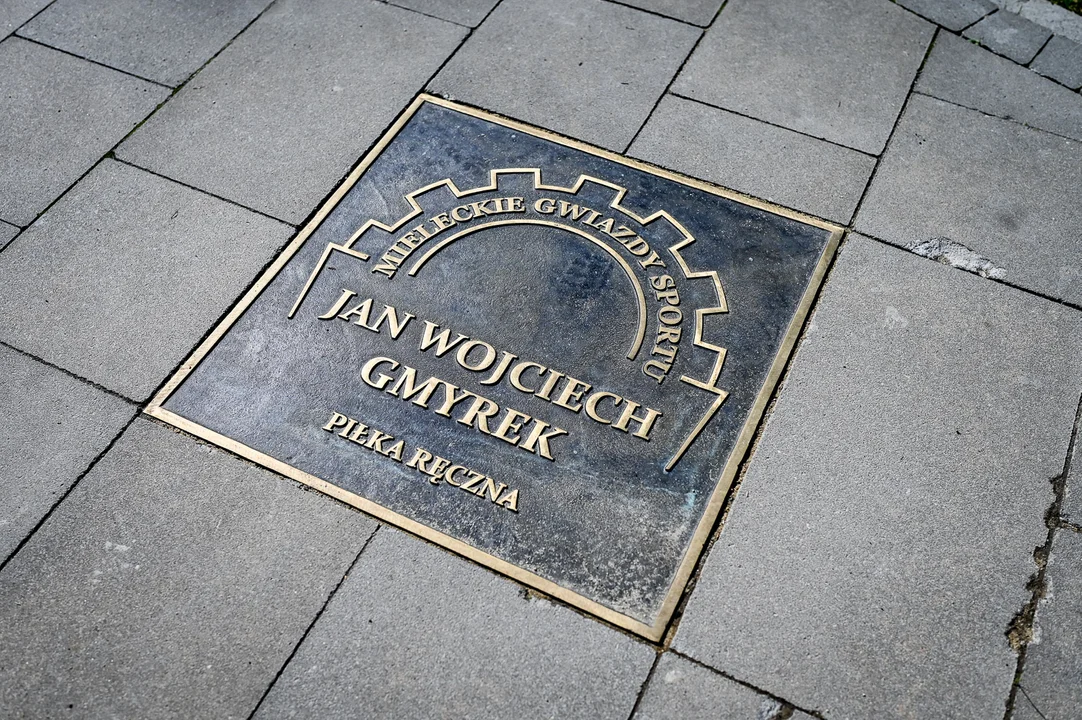 MIELECKIE GWIAZDY SPORTU
JAN WOJCIECH
GMYREK
PIŁKA RĘCZNA